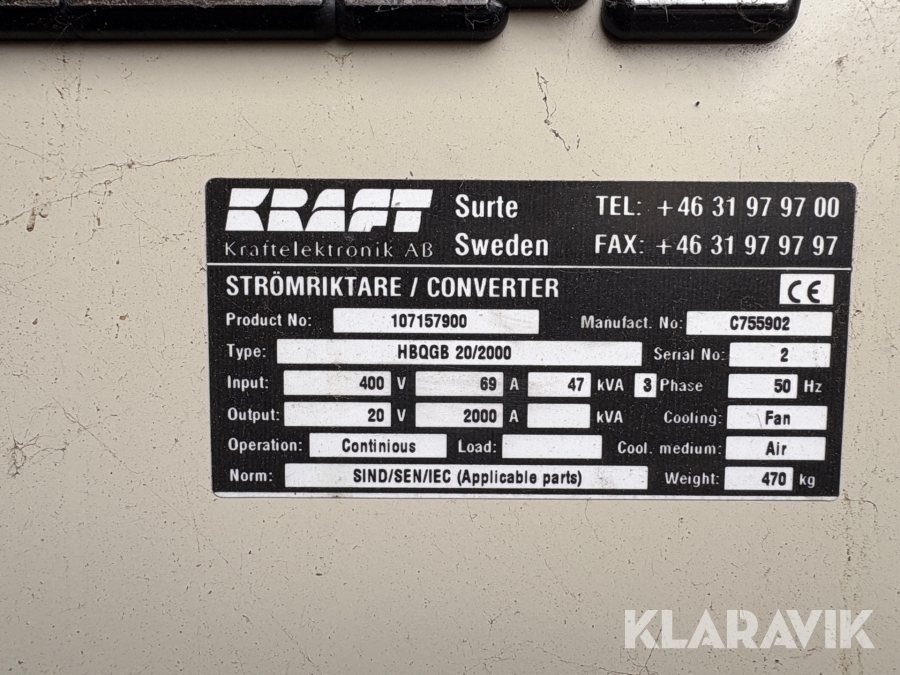 KRAFT Surte TEL: +46 31 97 97 00
Kraftelektronik AB Sweden FAX: +46 31 97 97 97
STRÖMRIKTARE / CONVERTER CE
Product No: 107157900 Manufact. No: C755902
Type: HBQGB 20/2000 Serial No: 2
Input: 400 V 69 A 47 kVA 3 Phase 50 Hz
Output: 20 V 2000 A kVA Cooling: Fan
Operation: Continious Load: Cool. medium: Air
Norm: SIND/SEN/IEC (Applicable parts) Weight: 470 kg
KLARAVIK